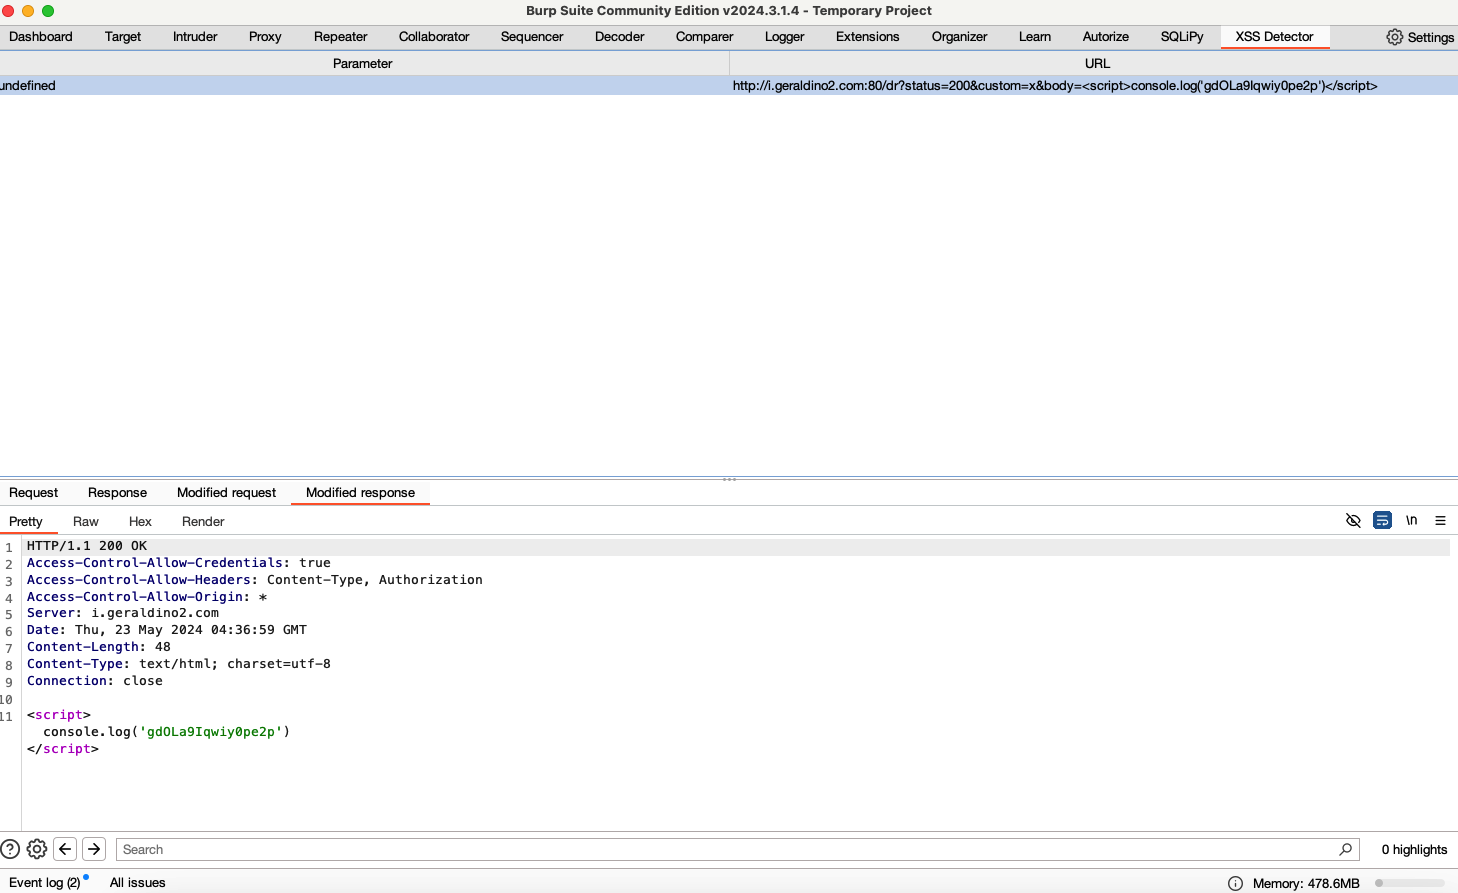 Burp Suite Community Edition v2024.3.1.4 - Temporary Project
Dashboard Target Intruder Proxy Repeater Collaborator Sequencer Decoder Comparer Logger Extensions Organizer Learn Autorize SQLiPy XSS Detector Settings
Parameter URL
undefined http://i.geraldino2.com:80/dr?status=200&custom=x&body=<script>console.log('gdOLa9Iqwiy0pe2p')</script>
Request Response Modified request Modified response
Pretty Raw Hex Render \n
1 HTTP/1.1 200 OK
2 Access-Control-Allow-Credentials: true
3 Access-Control-Allow-Headers: Content-Type, Authorization
4 Access-Control-Allow-Origin: *
5 Server: i.geraldino2.com
6 Date: Thu, 23 May 2024 04:36:59 GMT
7 Content-Length: 48
8 Content-Type: text/html; charset=utf-8
9 Connection: close
10
11 <script>
console.log('gdOLa9Iqwiy0pe2p')
</script>
Search 0 highlights
Event log (2) All issues Memory: 478.6MB